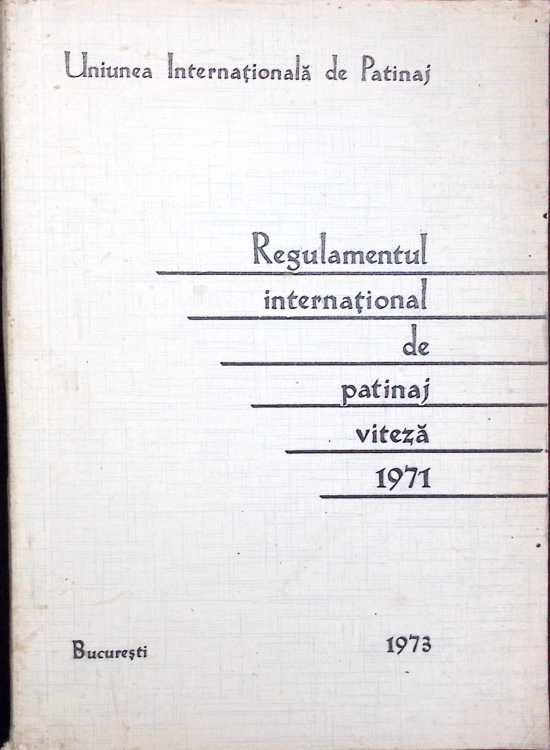 Uniunea Internațională de Patinaj
Regulamentul
internațional
de
patinaj
viteză
1971
București 1973